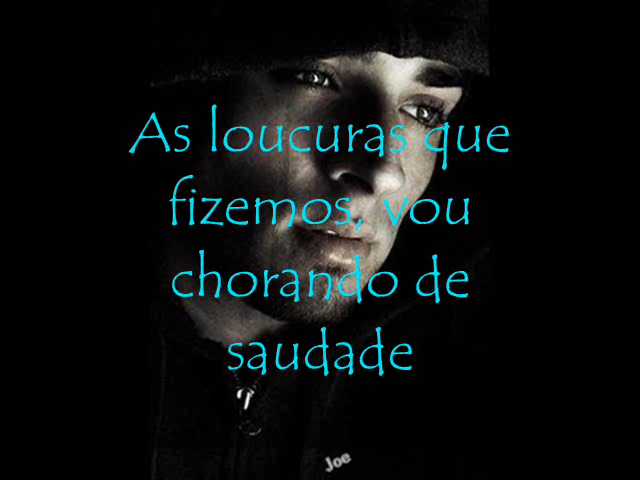 As loucuras que
fizemos, vou
chorando de
saudade
Joe